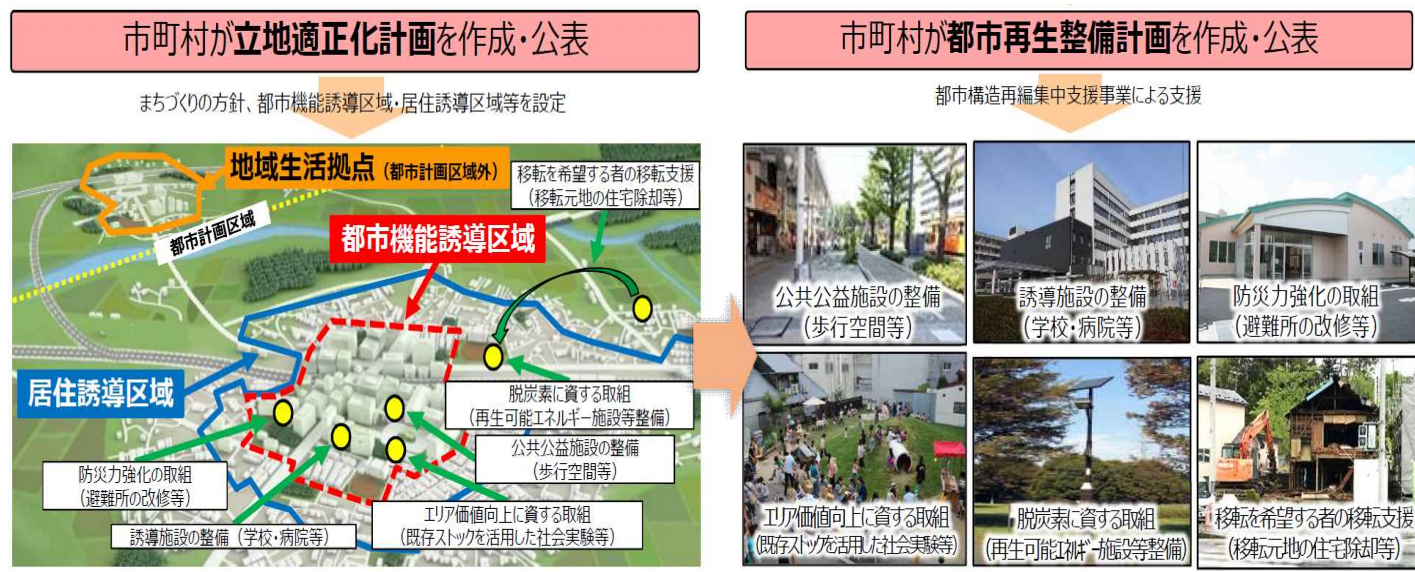 市町村が立地適正化計画を作成・公表
まちづくりの方針、都市機能誘導区域・居住誘導区域等を設定
地域生活拠点（都市計画区域外）
移転を希望する者の移転支援
（移転元地の住宅除却等）
都市計画区域
都市機能誘導区域
居住誘導区域
脱炭素に資する取組
（再生可能エネルギー施設等整備）
公共公益施設の整備
（歩行空間等）
防災力強化の取組
（避難所の改修等）
エリア価値向上に資する取組
（既存ストックを活用した社会実験等）
誘導施設の整備（学校・病院等）
市町村が都市再生整備計画を作成・公表
都市構造再編集中支援事業による支援
公共公益施設の整備
（歩行空間等）
誘導施設の整備
（学校・病院等）
防災力強化の取組
（避難所の改修等）
エリア価値向上に資する取組
（既存ストックを活用した社会実験等）
脱炭素に資する取組
（再生可能エネルギー施設等整備）
移転を希望する者の移転支援
（移転元地の住宅除却等）